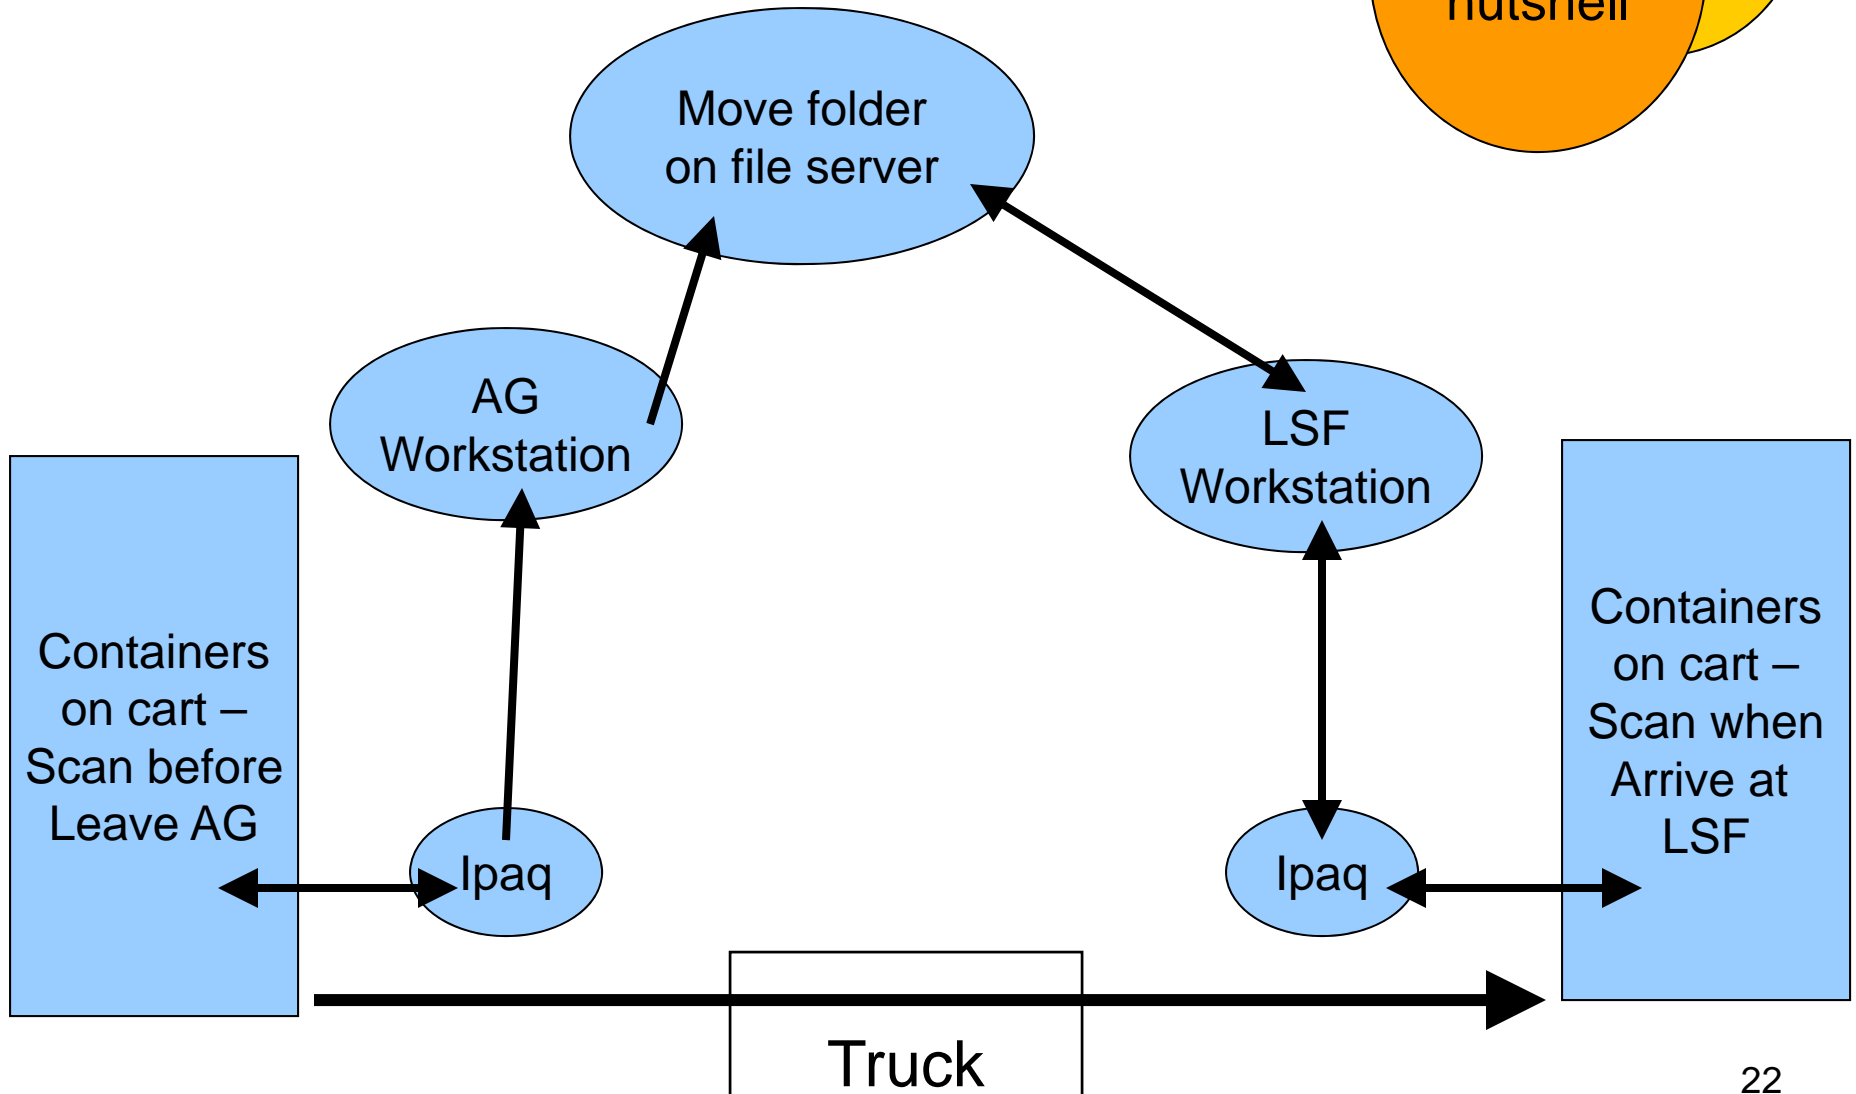 nutshell
Move folder
on file server
AG
Workstation
LSF
Workstation
Containers
on cart –
Scan before
Leave AG
Containers
on cart –
Scan when
Arrive at
LSF
Ipaq
Ipaq
Truck
22